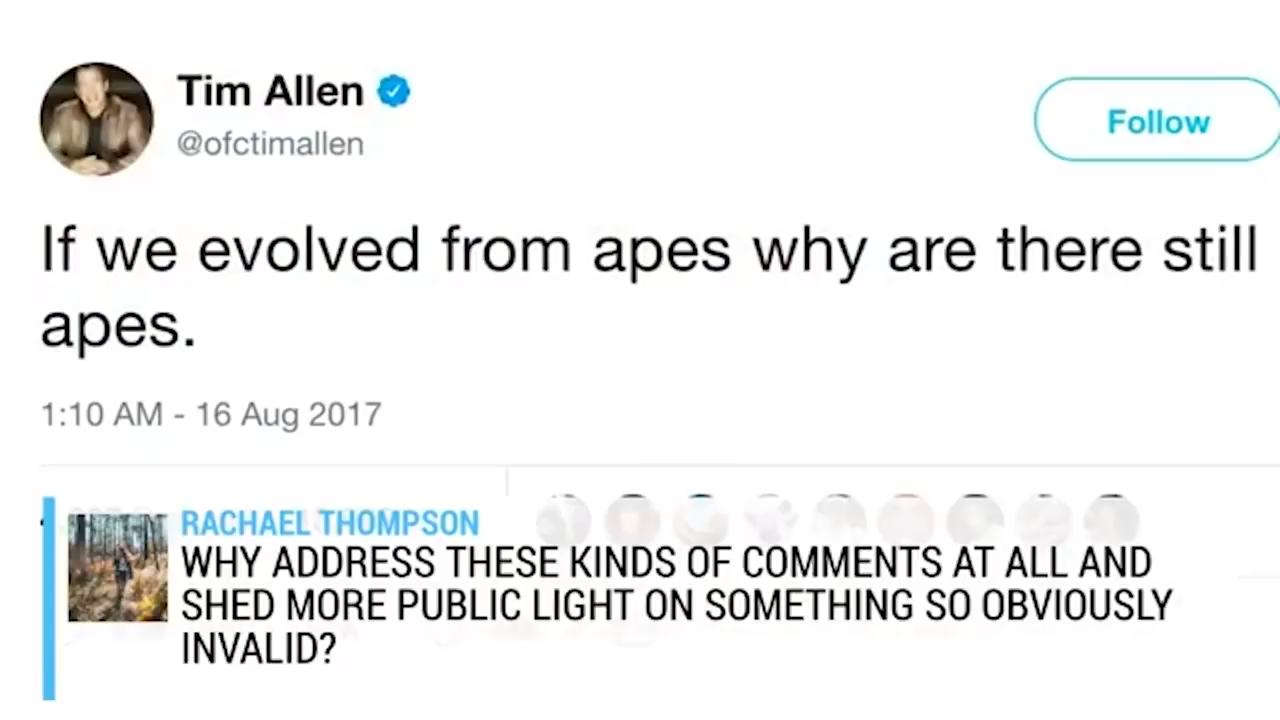 Tim Allen
@ofctimallen
Follow
If we evolved from apes why are there still
apes.
1:10 AM - 16 Aug 2017
RACHAEL THOMPSON
WHY ADDRESS THESE KINDS OF COMMENTS AT ALL AND
SHED MORE PUBLIC LIGHT ON SOMETHING SO OBVIOUSLY
INVALID?